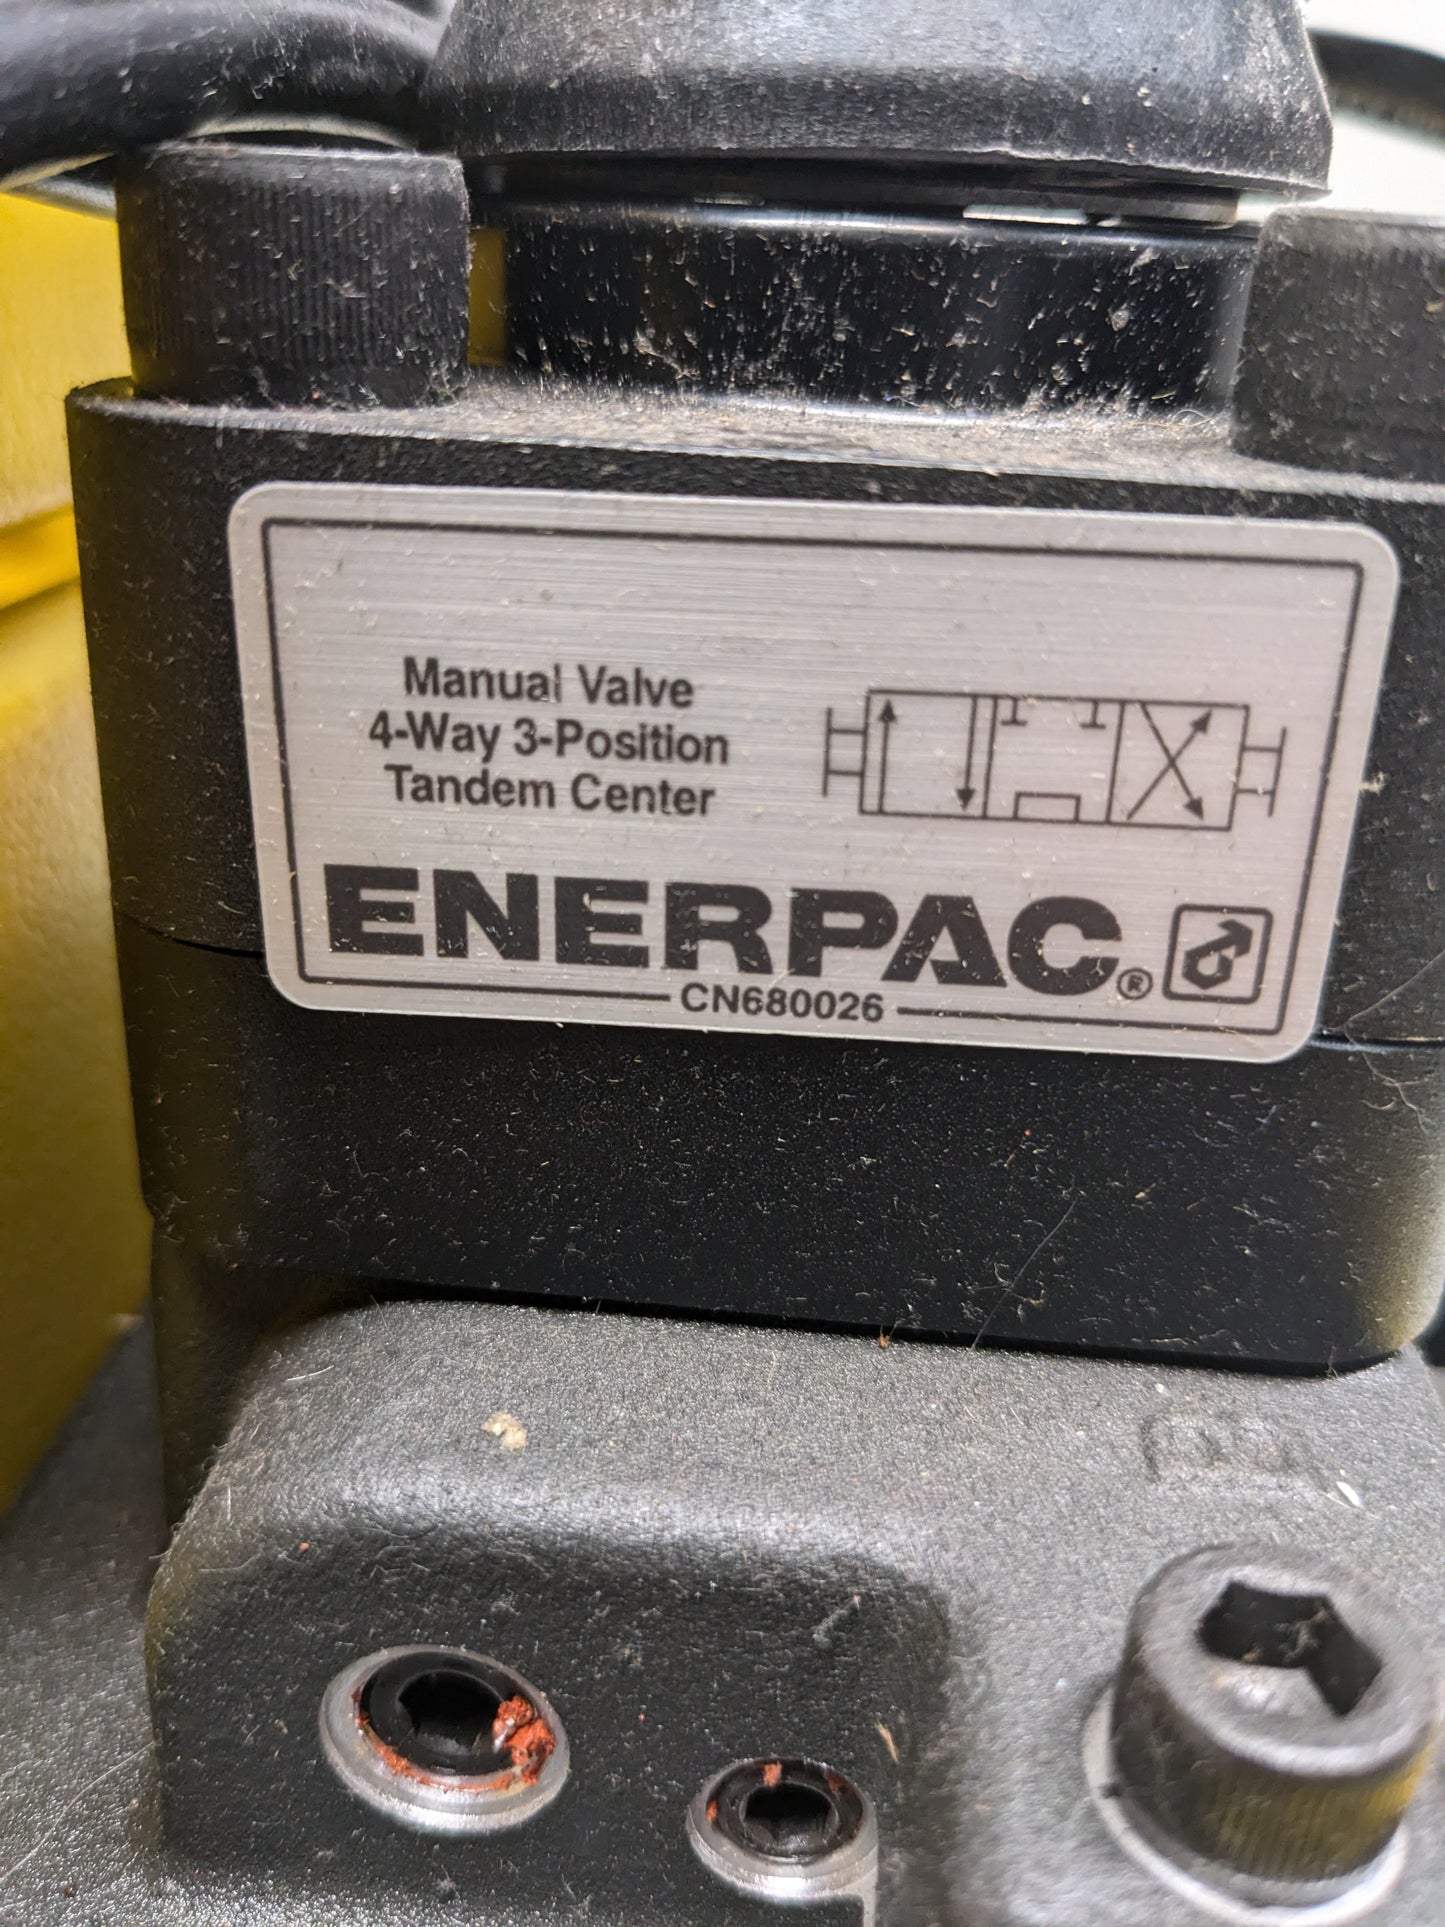 Manual Valve
4-Way 3-Position
Tandem Center
ENERPAC®
CN680026